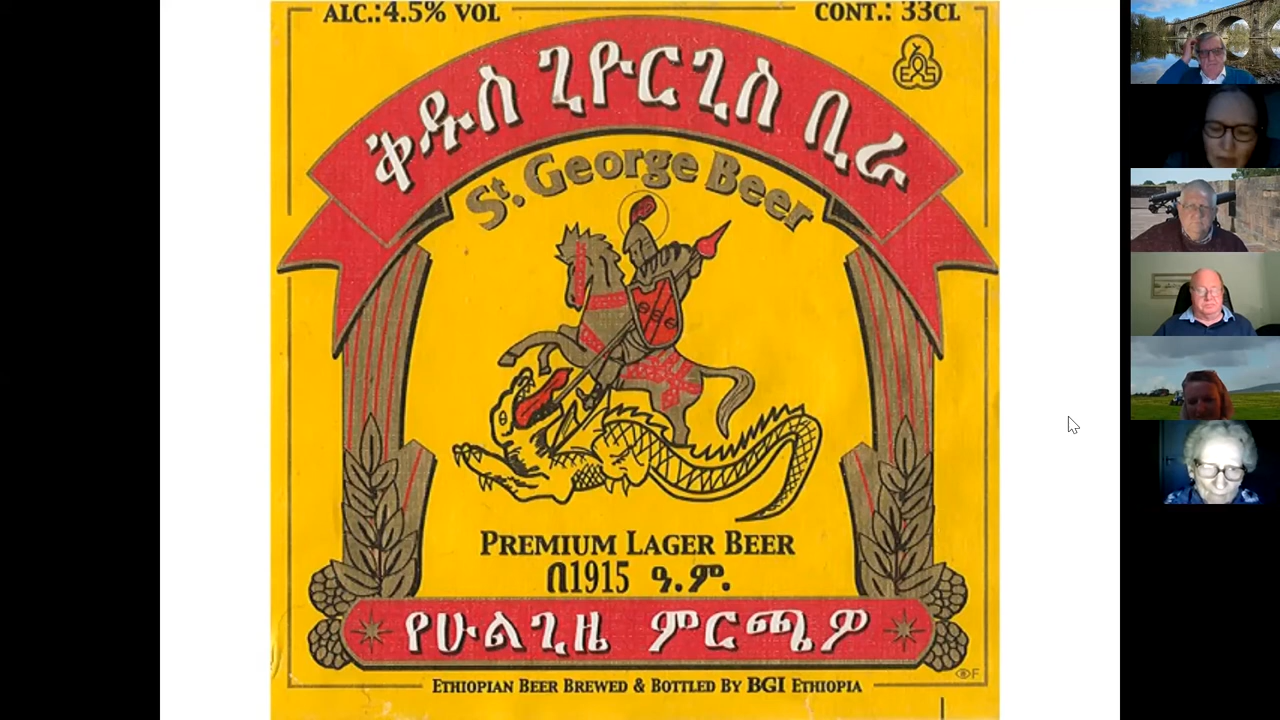 ALC.:4.5% VOL
CONT.: 33CL
ቅዱስ ጊዮርጊስ ቢራ
St. George Beer
PREMIUM LAGER BEER
በ1915 ዓ.ም.
የሁልጊዜ ምርጫዎ
ETHIOPIAN BEER BREWED & BOTTLED BY BGI ETHIOPIA